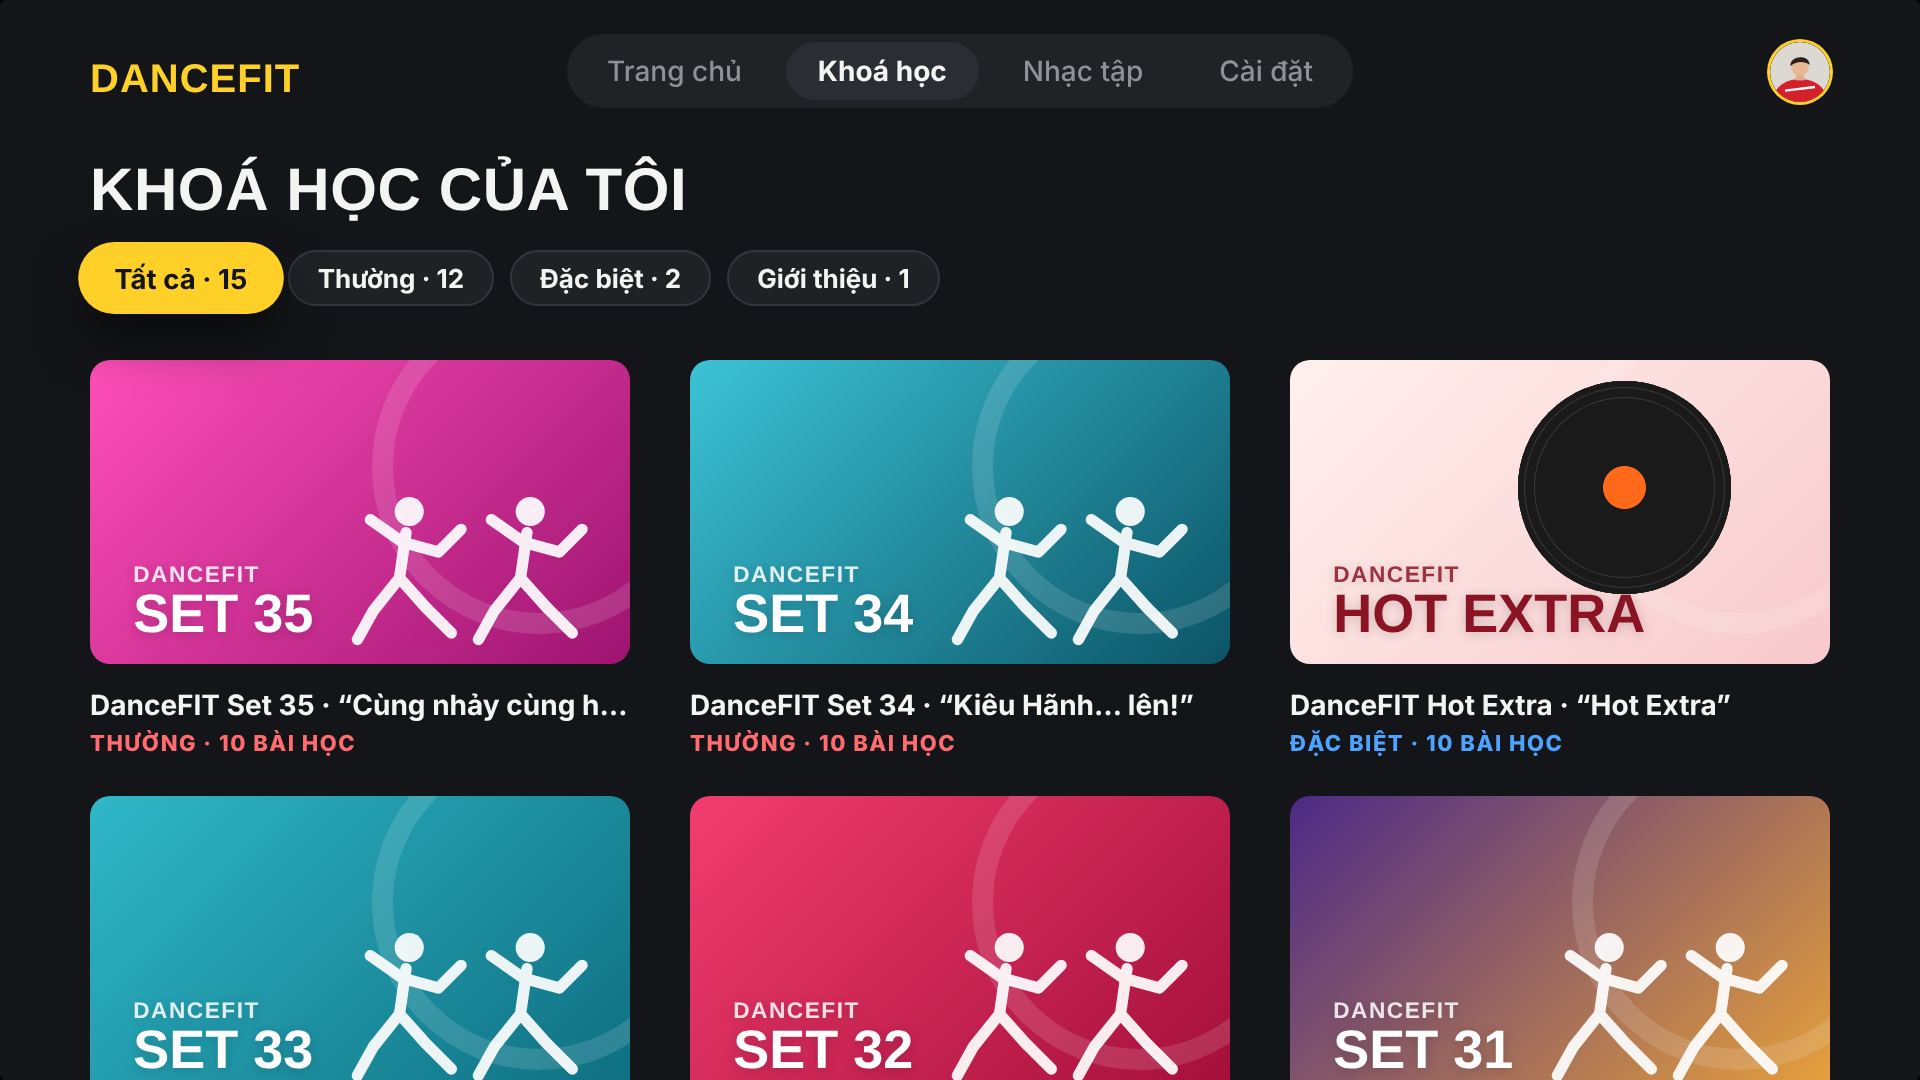 DANCEFIT
Trang chủ
Khoá học
Nhạc tập
Cài đặt
KHOÁ HỌC CỦA TÔI
Tất cả · 15
Thường · 12
Đặc biệt · 2
Giới thiệu · 1
DANCEFIT
SET 35
DANCEFIT
SET 34
DANCEFIT
HOT EXTRA
DanceFIT Set 35 · “Cùng nhảy cùng h…
THƯỜNG · 10 BÀI HỌC
DanceFIT Set 34 · “Kiêu Hãnh… lên!”
THƯỜNG · 10 BÀI HỌC
DanceFIT Hot Extra · “Hot Extra”
ĐẶC BIỆT · 10 BÀI HỌC
DANCEFIT
SET 33
DANCEFIT
SET 32
DANCEFIT
SET 31